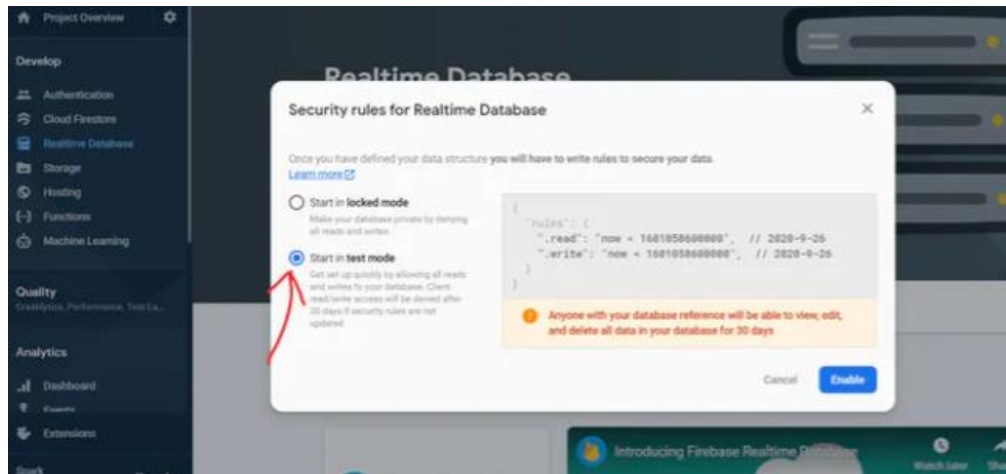 Project Overview
Develop
Authentication
Cloud Firestore
Realtime Database
Storage
Hosting
Functions
Machine Learning
Quality
Crashlytics, Performance, Test La...
Analytics
Dashboard
Events
Extensions
Spark
Realtime Database
Security rules for Realtime Database
Once you have defined your data structure you will have to write rules to secure your data.
Learn more
Start in locked mode
Make your database private by denying
all reads and writes
Start in test mode
Get set up quickly by allowing all reads
and writes to your database. Client
read/write access will be denied after
30 days if security rules are not
updated
{
"rules": {
".read": "now < 1601058600000", // 2020-9-26
".write": "now < 1601058600000", // 2020-9-26
}
}
Anyone with your database reference will be able to view, edit,
and delete all data in your database for 30 days
Cancel
Enable
Introducing Firebase Realtime Database
Watch later